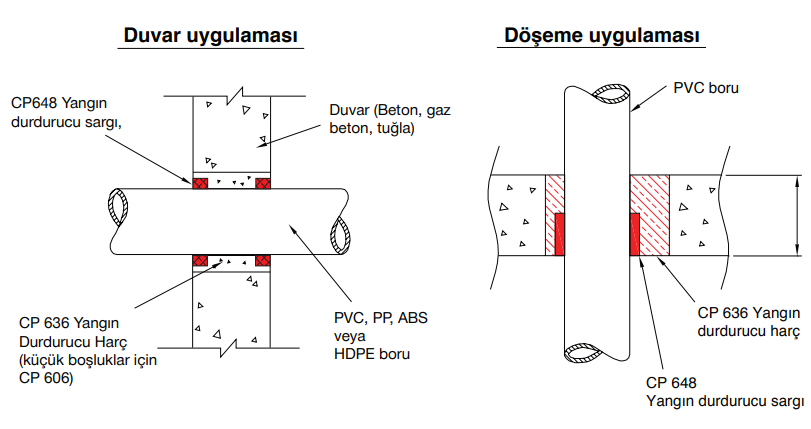 Duvar uygulaması
Döşeme uygulaması
CP648 Yangın
durdurucu sargı,
Duvar (Beton, gaz
beton, tuğla)
CP 636 Yangın
Durdurucu Harç
(küçük boşluklar için
CP 606)
PVC, PP, ABS
veya
HDPE boru
PVC boru
CP 636 Yangın
durdurucu harç
CP 648
Yangın durdurucu sargı